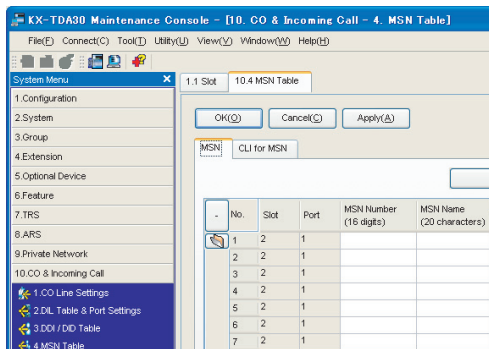 KX-TDA30 Maintenance Console - [10. CO & Incoming Call - 4. MSN Table]
File(F) Connect(C) Tool(T) Utility(U) View(V) Window(W) Help(H)
System Menu
1.Configuration
2.System
3.Group
4.Extension
5.Optional Device
6.Feature
7.TRS
8.ARS
9.Private Network
10.CO & Incoming Call
1.CO Line Settings
2.DIL Table & Port Settings
3.DDI / DID Table
4.MSN Table
1.1 Slot 10.4 MSN Table
OK(O) Cancel(C) Apply(A)
MSN CLI for MSN
- No. Slot Port MSN Number (16 digits) MSN Name (20 characters)
1 2 1
2 2 1
3 2 1
4 2 1
5 2 1
6 2 1
7 2 1